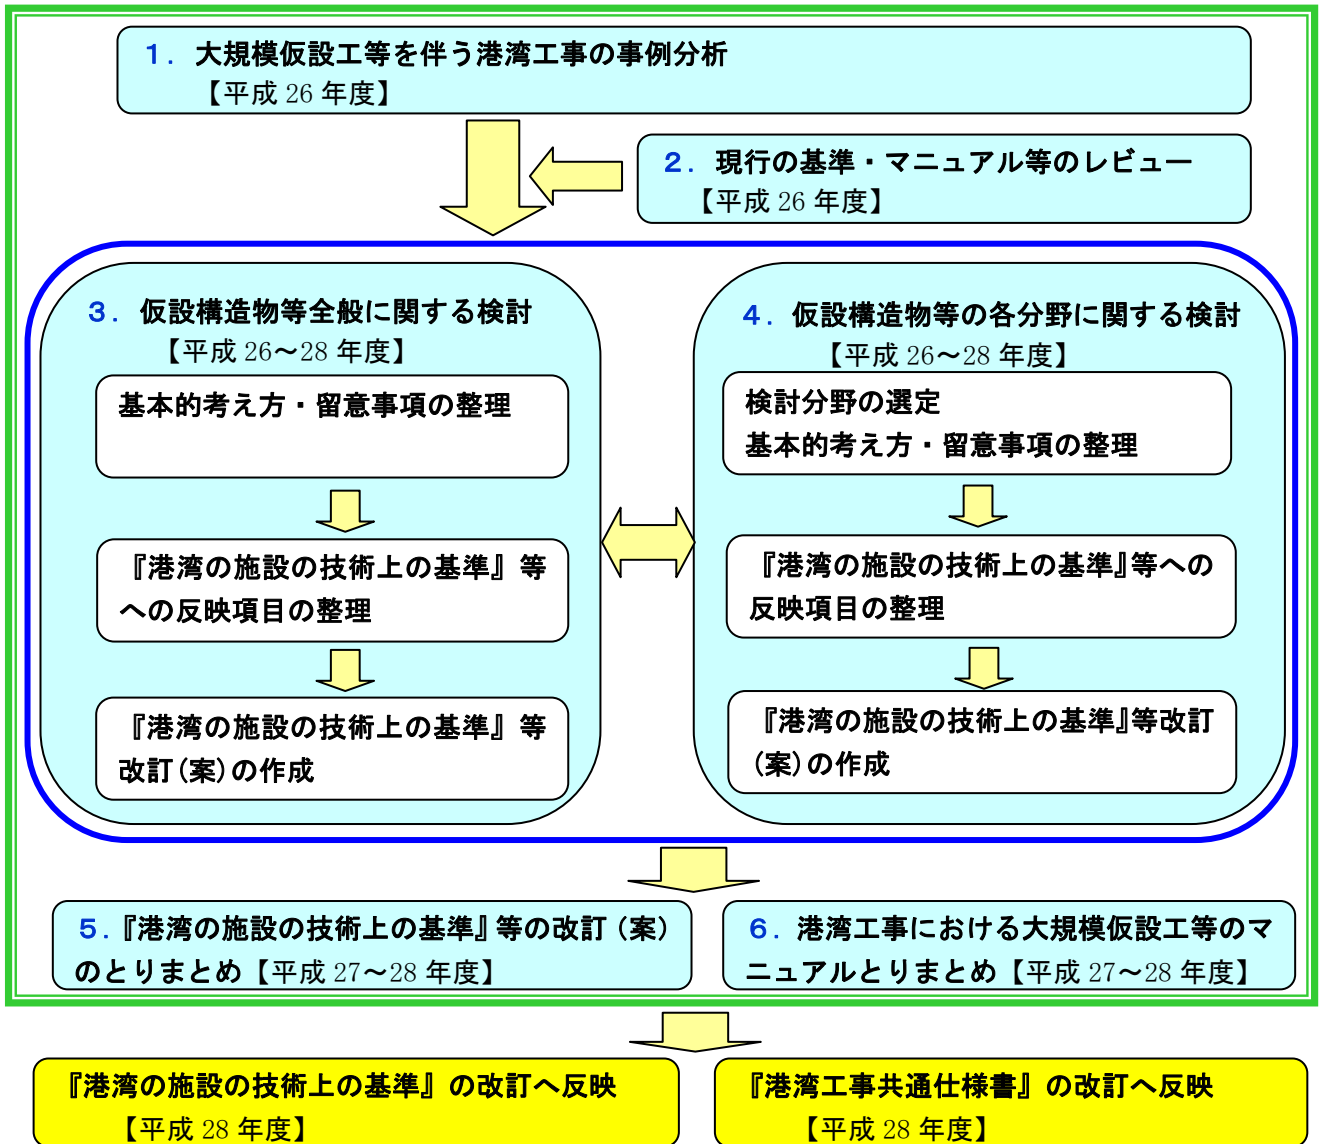 １．大規模仮設工等を伴う港湾工事の事例分析
【平成 26 年度】
２．現行の基準・マニュアル等のレビュー
【平成 26 年度】
３．仮設構造物等全般に関する検討
【平成 26～28 年度】
基本的考え方・留意事項の整理
『港湾の施設の技術上の基準』等
への反映項目の整理
『港湾の施設の技術上の基準』等
改訂（案）の作成
４．仮設構造物等の各分野に関する検討
【平成 26～28 年度】
検討分野の選定
基本的考え方・留意事項の整理
『港湾の施設の技術上の基準』等への
反映項目の整理
『港湾の施設の技術上の基準』等改訂
（案）の作成
５．『港湾の施設の技術上の基準』等の改訂（案）
のとりまとめ【平成 27～28 年度】
６．港湾工事における大規模仮設工等のマ
ニュアルとりまとめ【平成 27～28 年度】
『港湾の施設の技術上の基準』の改訂へ反映
【平成 28 年度】
『港湾工事共通仕様書』の改訂へ反映
【平成 28 年度】